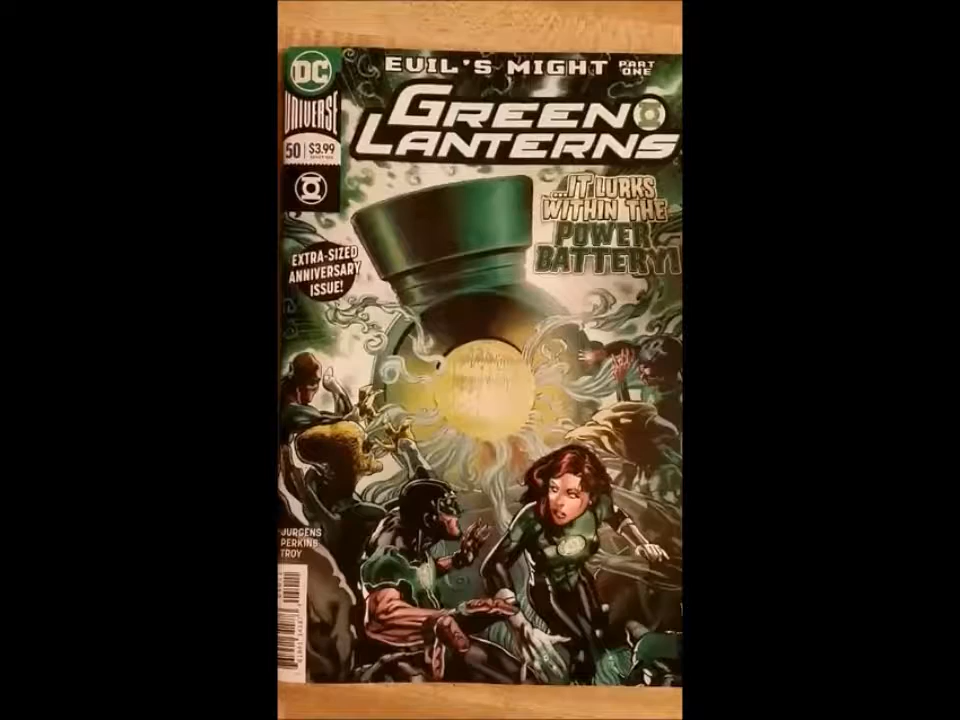 EVIL'S MIGHT PART ONE
DC
UNIVERSE
50 $3.99
GREEN
LANTERNS
...IT LURKS
WITHIN THE
POWER
BATTERY!
EXTRA-SIZED
ANNIVERSARY
ISSUE!
JURGENS
PERKINS
TROY